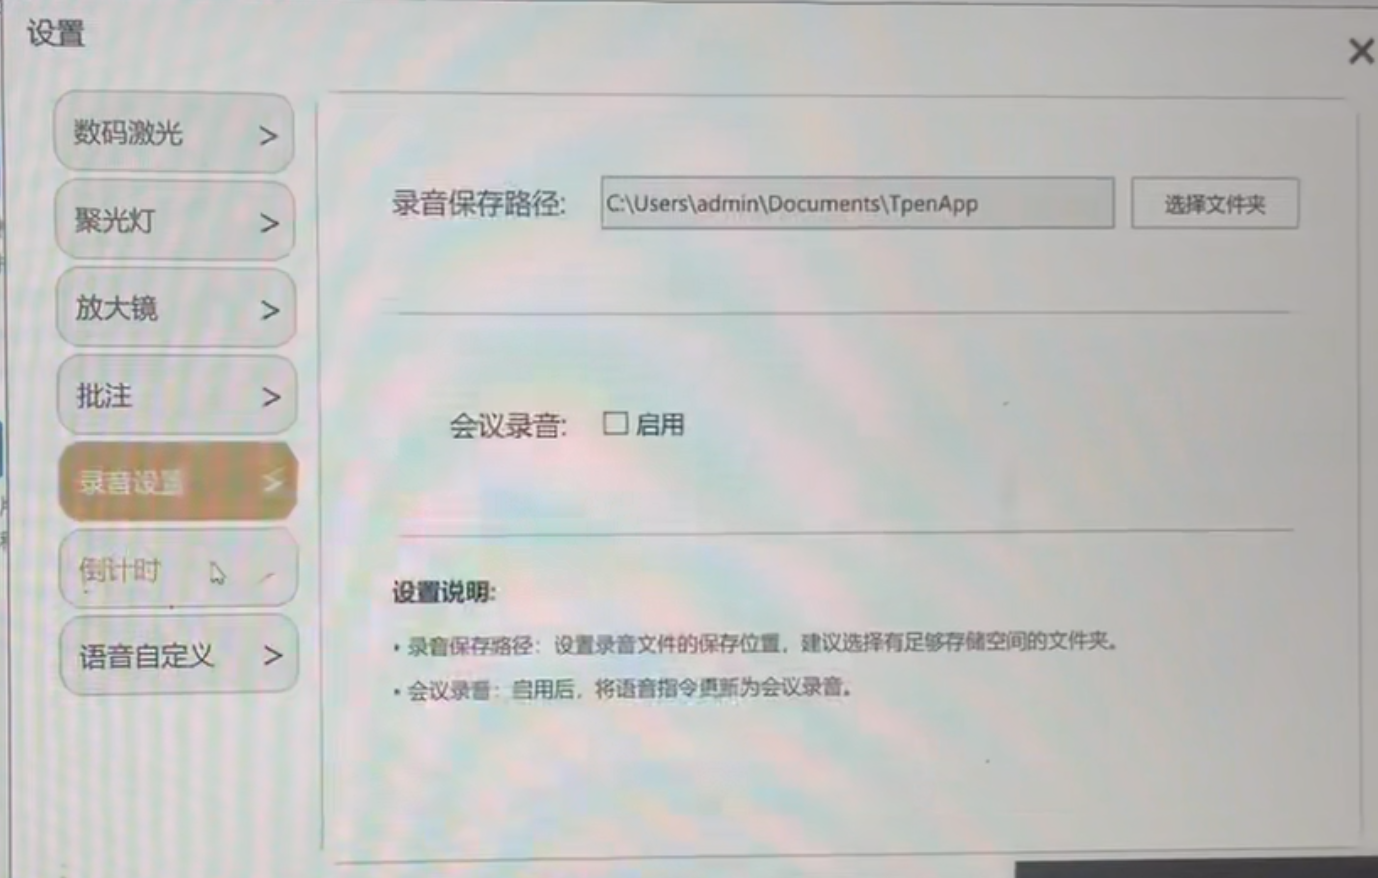 设置
数码激光 >
聚光灯 >
放大镜 >
批注 >
录音设置 >
倒计时
语音自定义 >
录音保存路径: C:\Users\admin\Documents\TpenApp 选择文件夹
会议录音: 启用
设置说明:
• 录音保存路径：设置录音文件的保存位置，建议选择有足够存储空间的文件夹。
• 会议录音：启用后，将语音指令更新为会议录音。